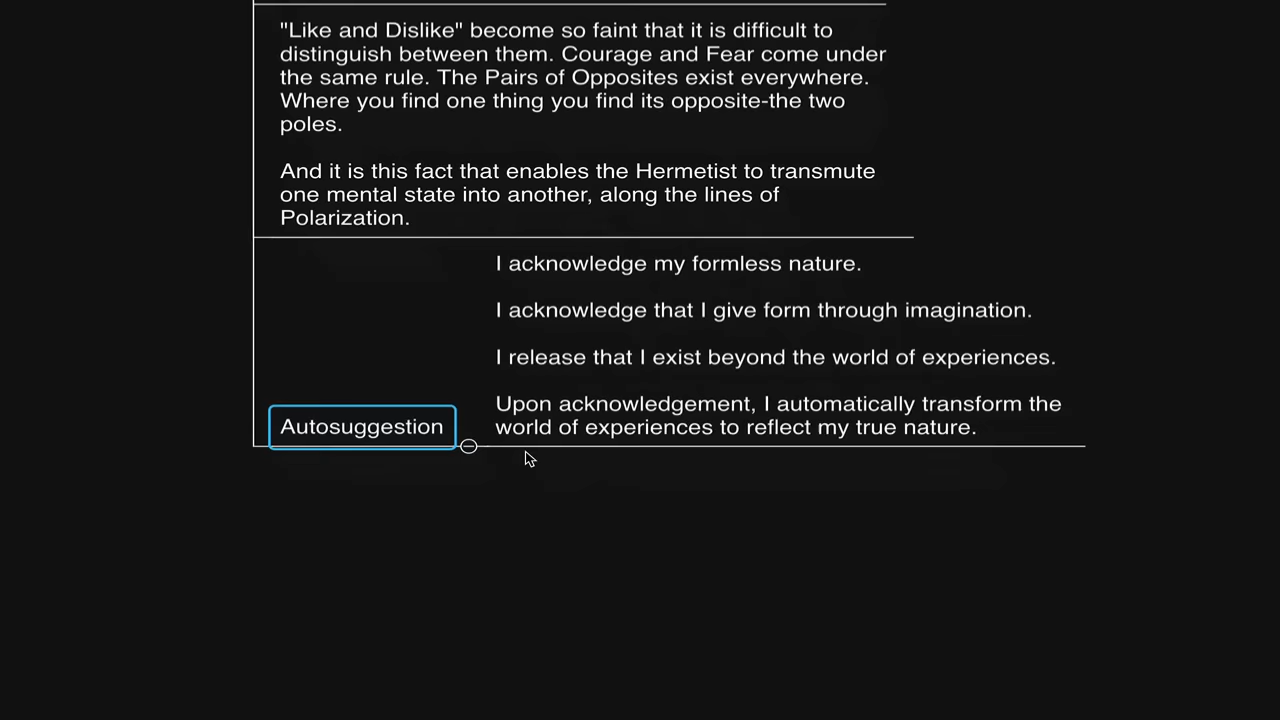 "Like and Dislike" become so faint that it is difficult to
distinguish between them. Courage and Fear come under
the same rule. The Pairs of Opposites exist everywhere.
Where you find one thing you find its opposite-the two
poles.
And it is this fact that enables the Hermetist to transmute
one mental state into another, along the lines of
Polarization.
I acknowledge my formless nature.
I acknowledge that I give form through imagination.
I release that I exist beyond the world of experiences.
Upon acknowledgement, I automatically transform the
world of experiences to reflect my true nature.
Autosuggestion